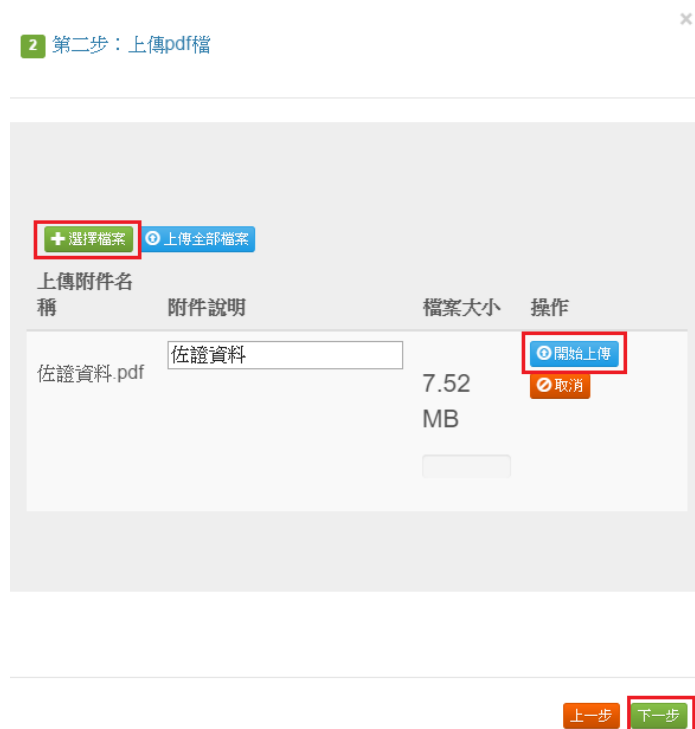 ×
2 第二步：上傳pdf檔
選擇檔案 上傳全部檔案
上傳附件名
稱 附件說明 檔案大小 操作
佐證資料 開始上傳
佐證資料.pdf 7.52 取消
MB
上一步 下一步